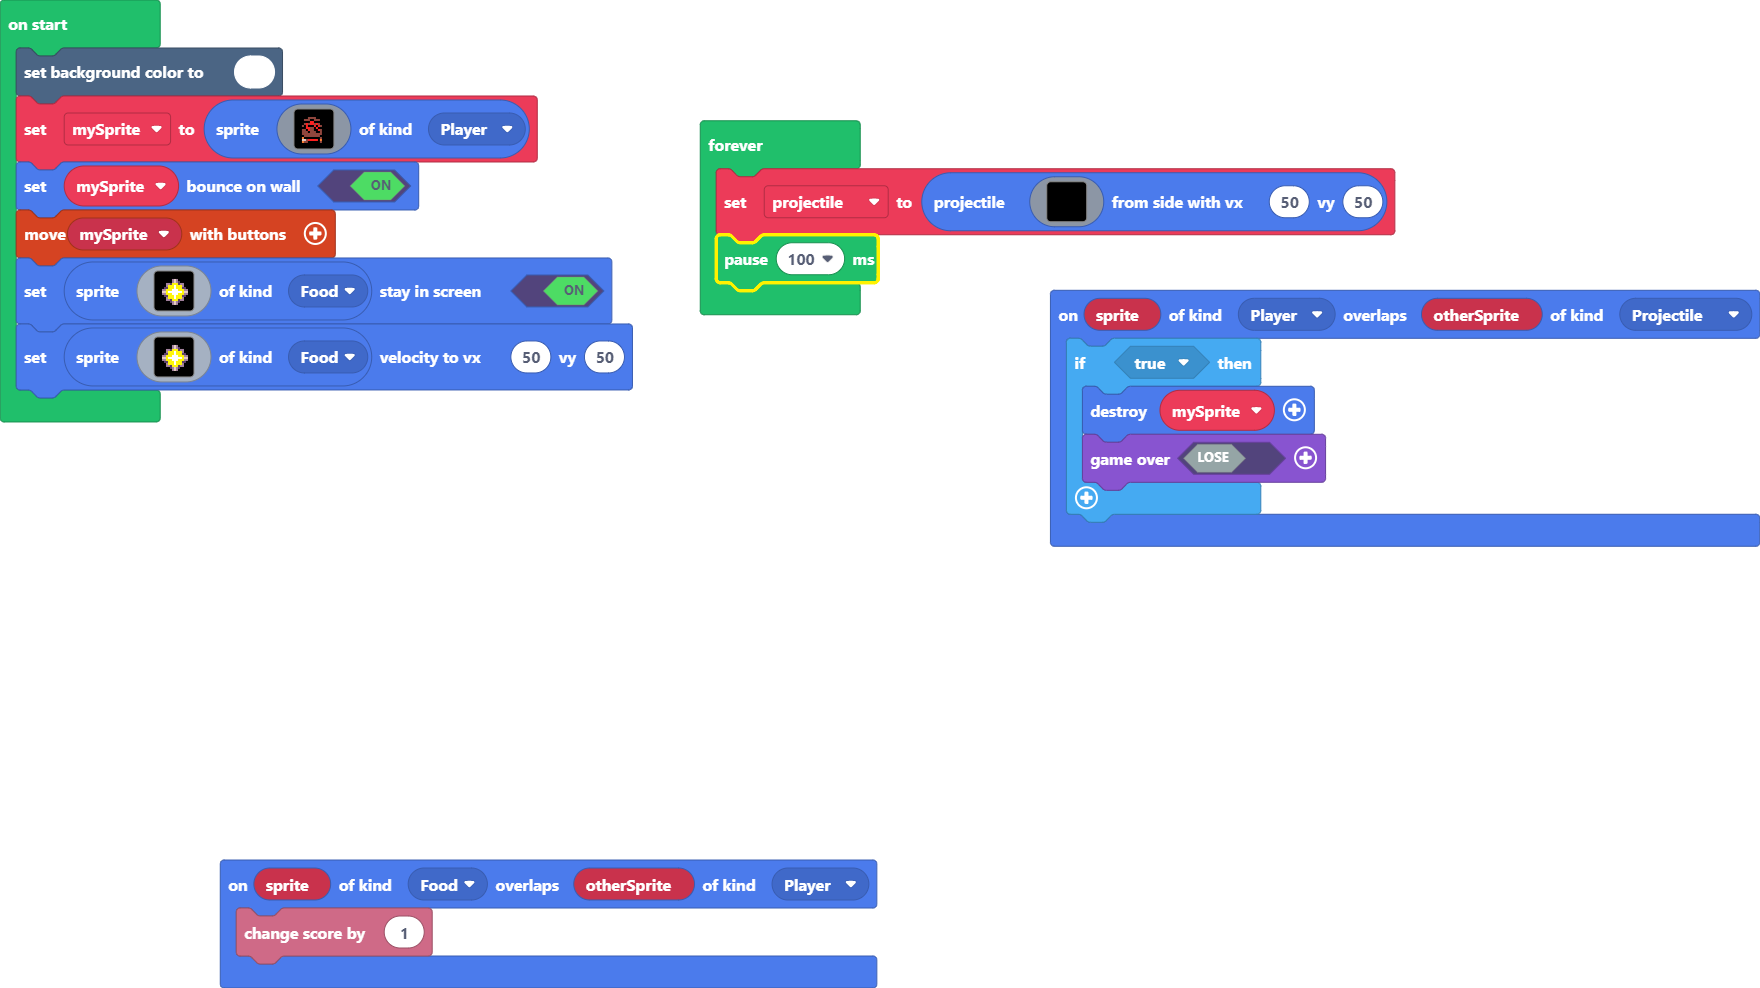 on start
set background color to
set mySprite to sprite of kind Player
set mySprite bounce on wall ON
move mySprite with buttons
set sprite of kind Food stay in screen ON
set sprite of kind Food velocity to vx 50 vy 50
forever
set projectile to projectile from side with vx 50 vy 50
pause 100 ms
on sprite of kind Player overlaps otherSprite of kind Projectile
if true then
destroy mySprite
game over LOSE
on sprite of kind Food overlaps otherSprite of kind Player
change score by 1